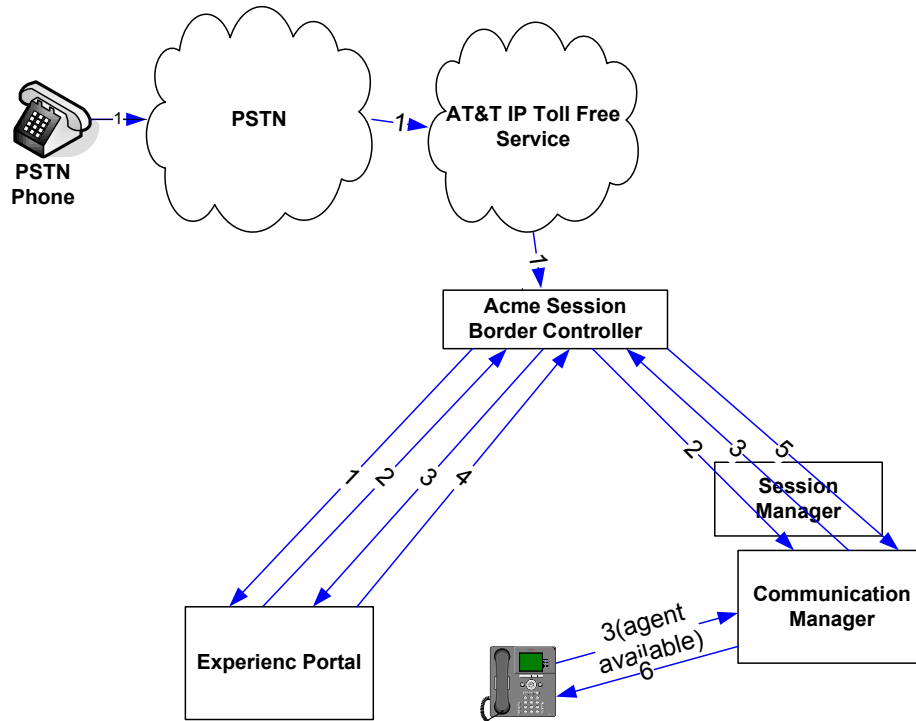 PSTN
AT&T IP Toll Free
Service
1
1
PSTN
Phone
1
Acme Session
Border Controller
1
2
3
4
2
3
5
Session
Manager
Experienc Portal
3(agent
available)
6
Communication
Manager